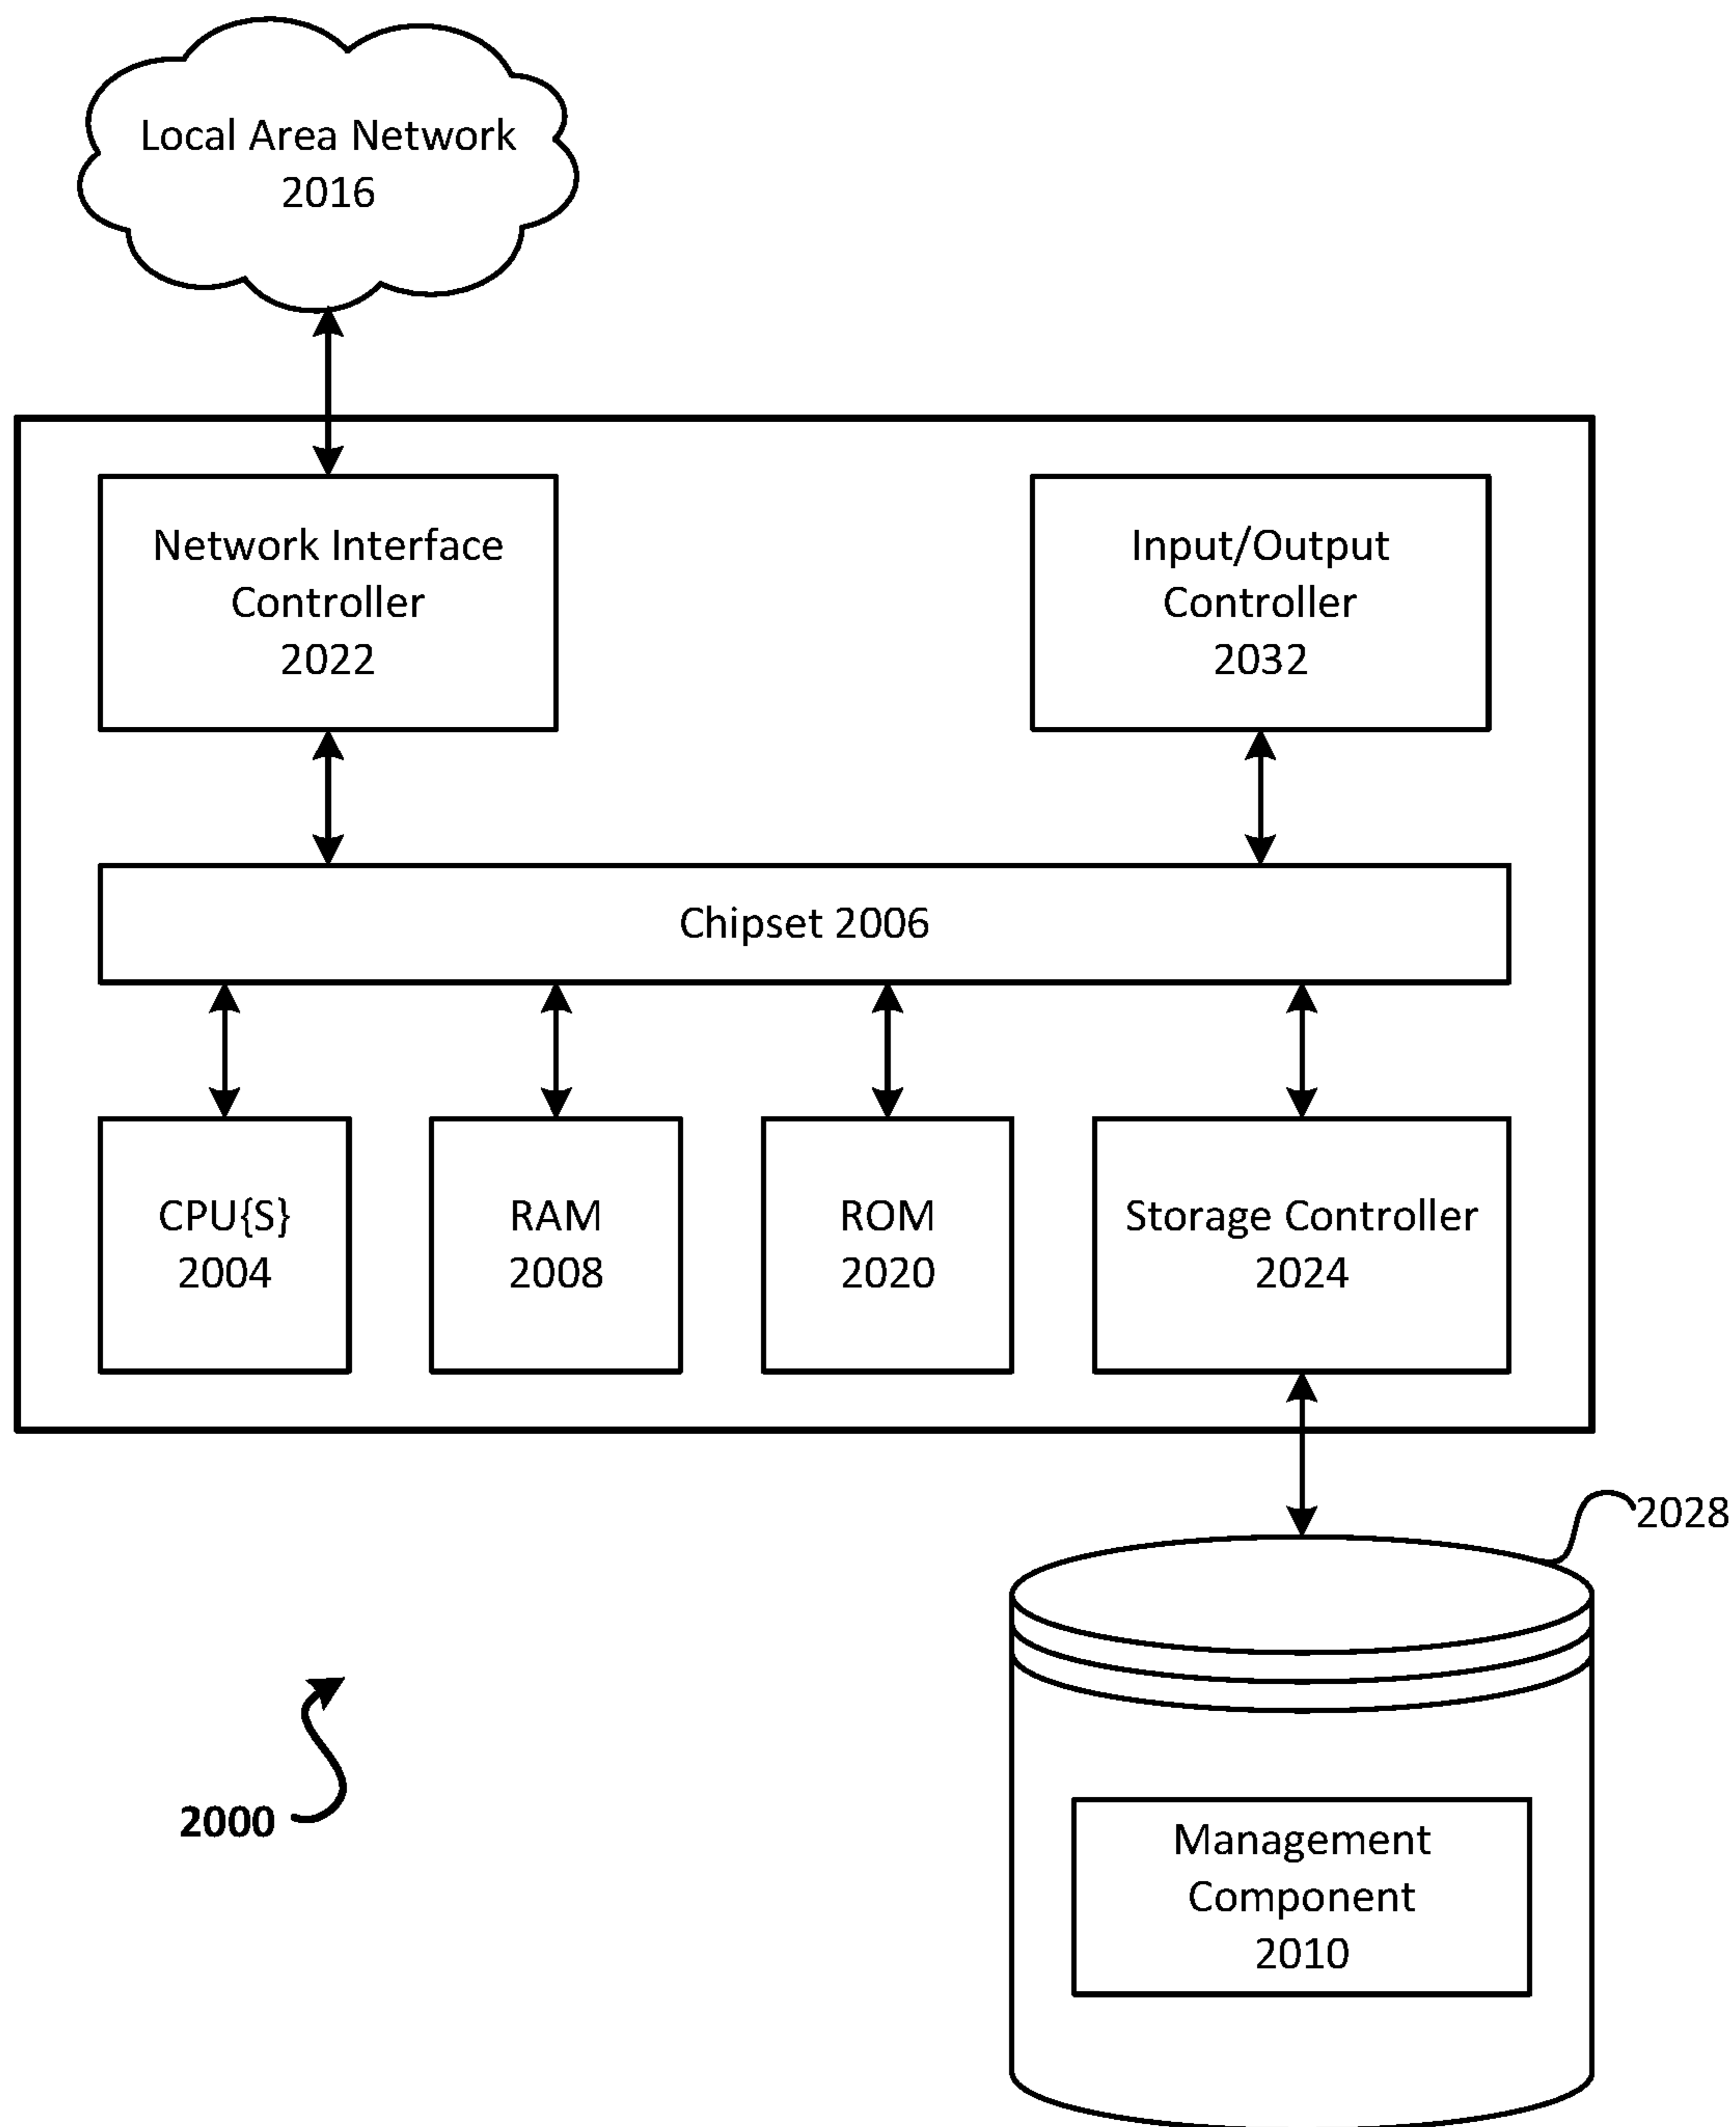 Local Area Network
2016
Network Interface
Controller
2022
Input/Output
Controller
2032
Chipset 2006
CPU{S}
2004
RAM
2008
ROM
2020
Storage Controller
2024
2028
2000
Management
Component
2010